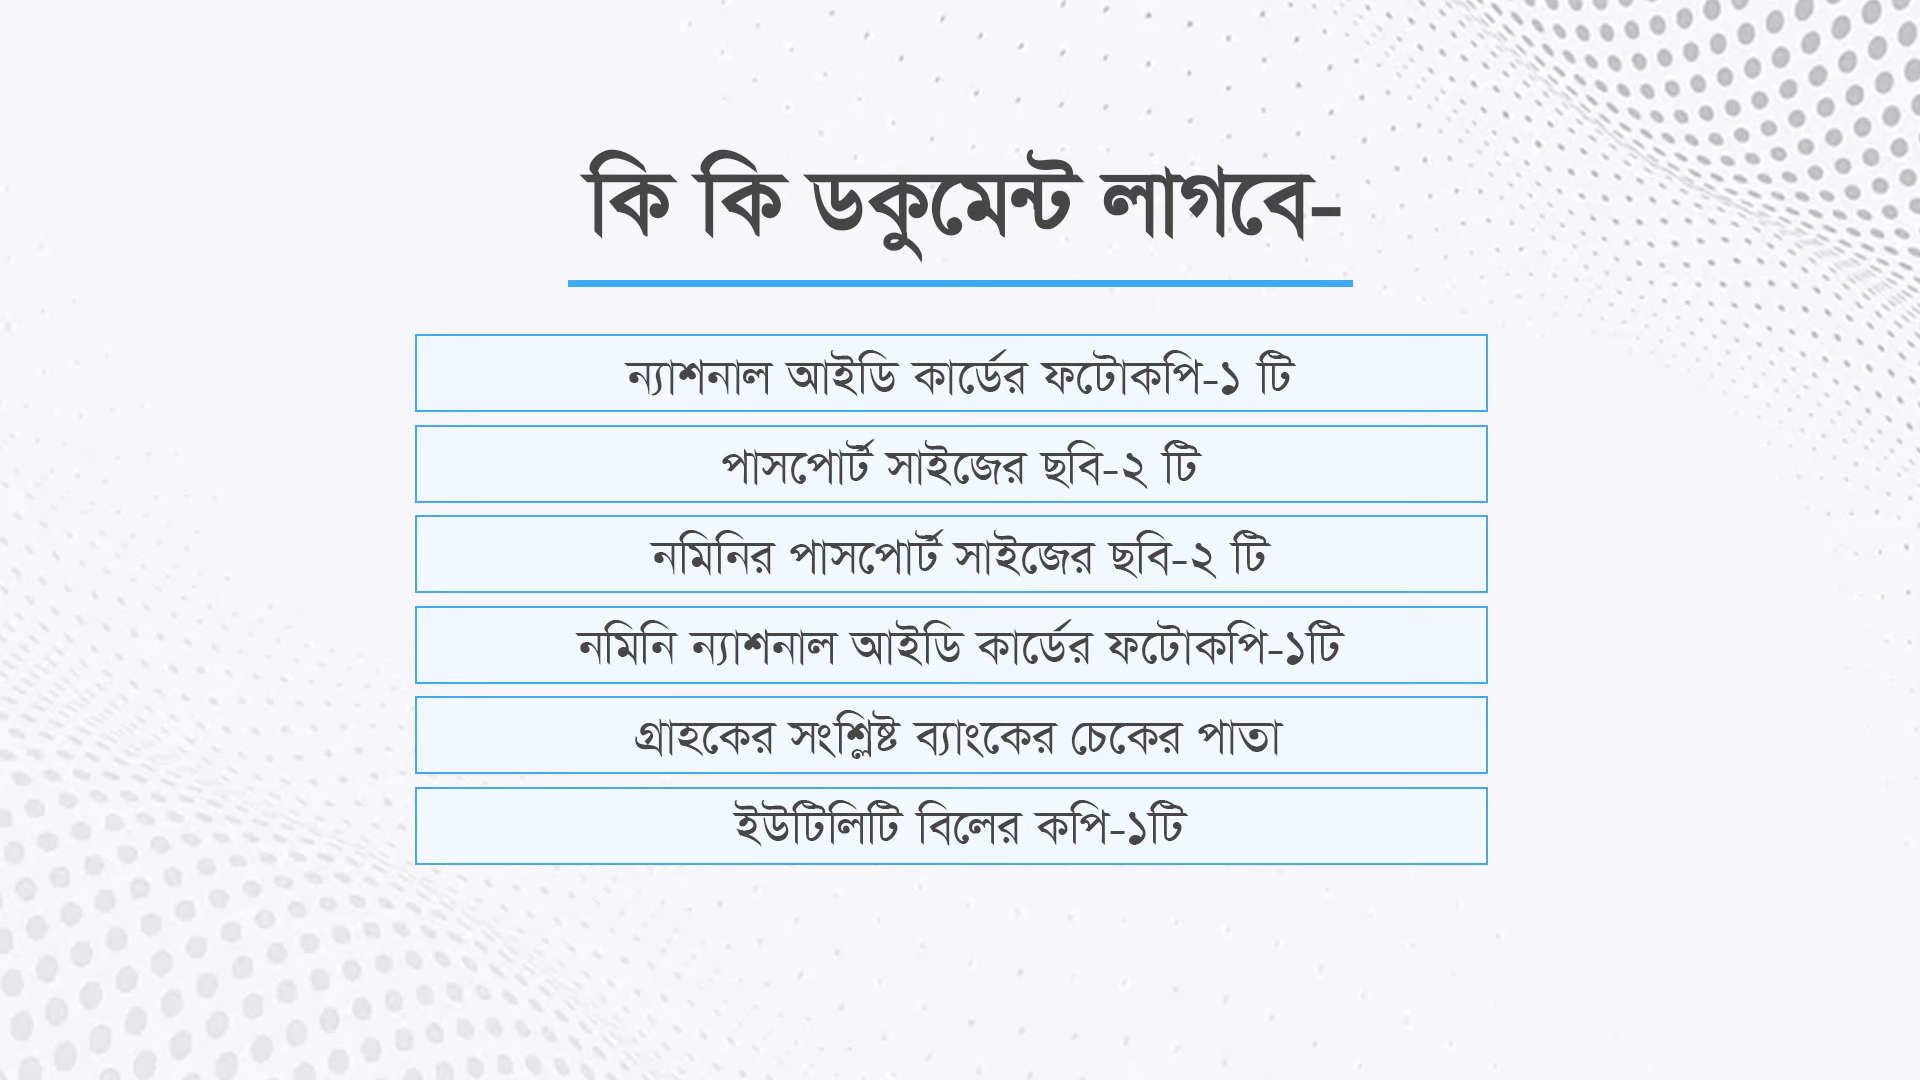 কি কি ডকুমেন্ট লাগবে-
ন্যাশনাল আইডি কার্ডের ফটোকপি-১ টি
পাসপোর্ট সাইজের ছবি-২ টি
নমিনির পাসপোর্ট সাইজের ছবি-২ টি
নমিনি ন্যাশনাল আইডি কার্ডের ফটোকপি-১টি
গ্রাহকের সংশ্লিষ্ট ব্যাংকের চেকের পাতা
ইউটিলিটি বিলের কপি-১টি